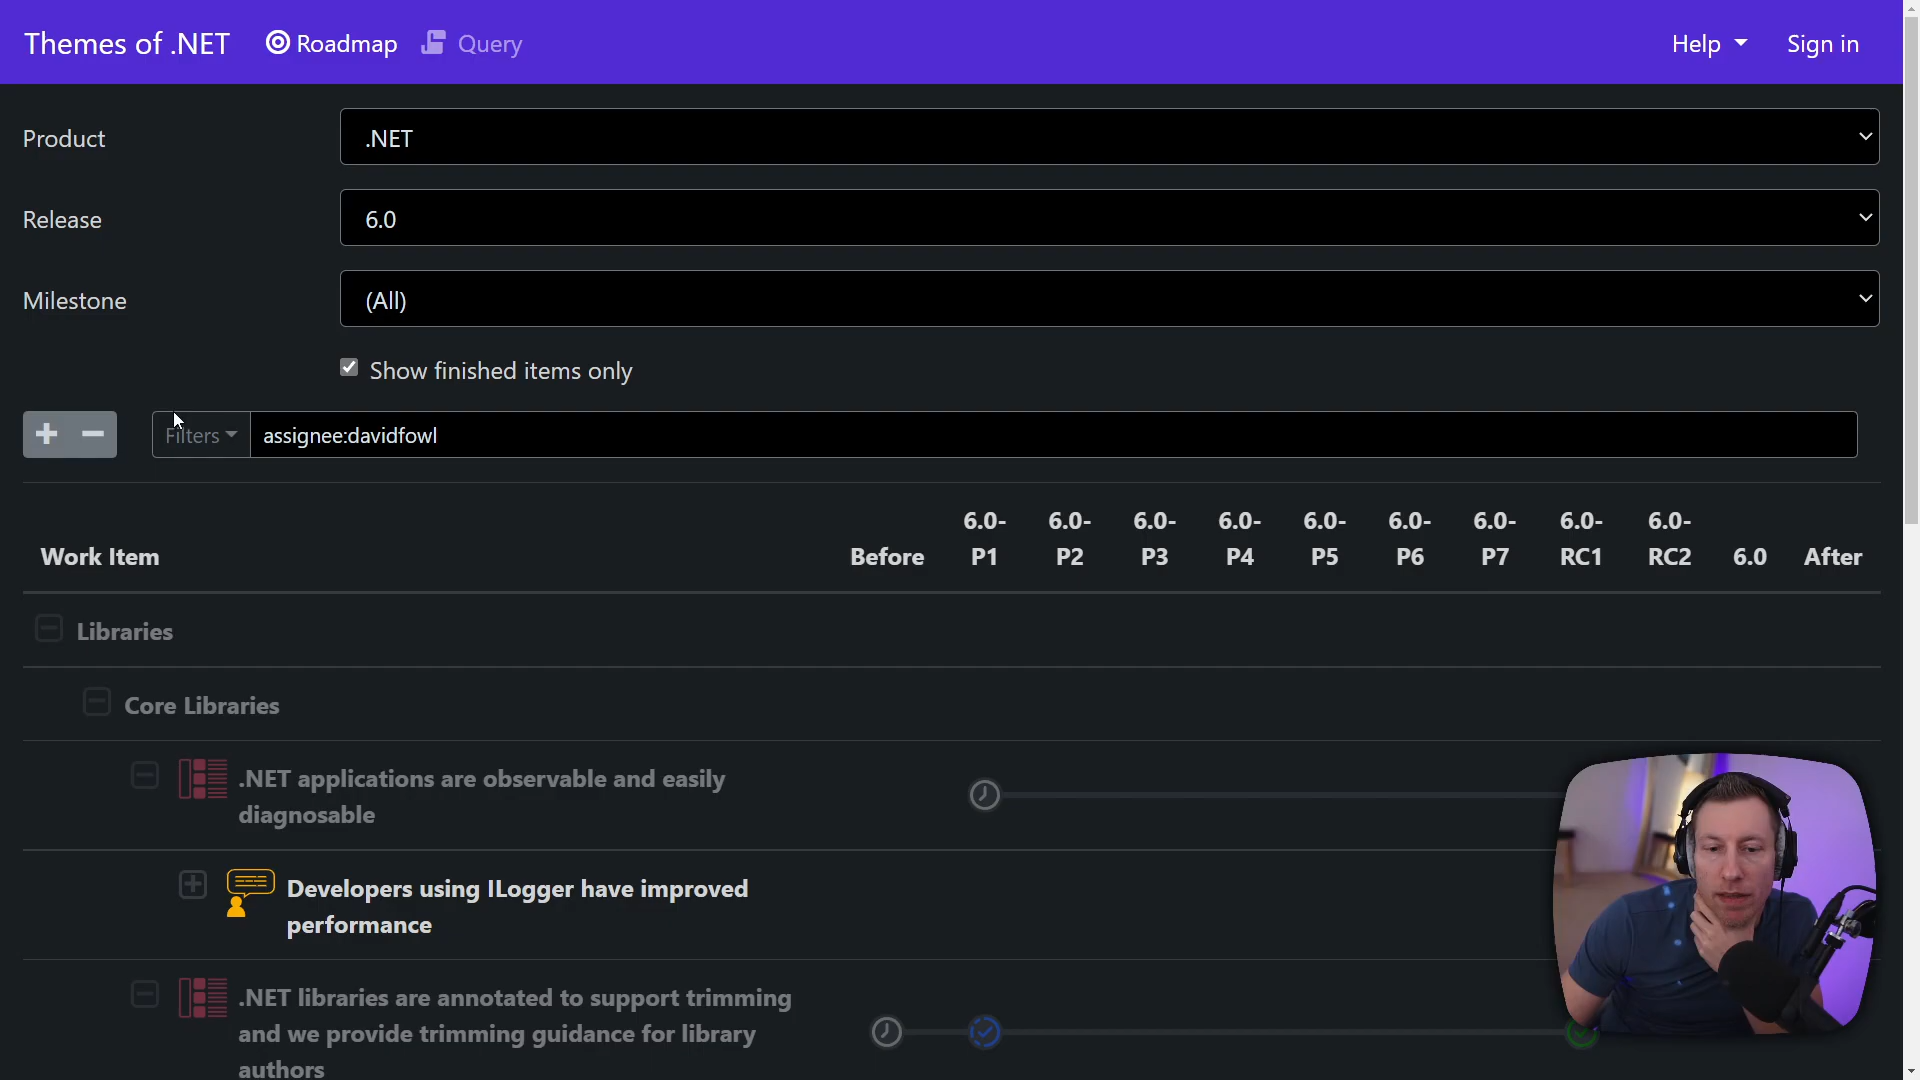 Themes of .NET Roadmap Query Help Sign in
Product .NET
Release 6.0
Milestone (All)
Show finished items only
Filters assignee:davidfowl
Work Item Before 6.0-P1 6.0-P2 6.0-P3 6.0-P4 6.0-P5 6.0-P6 6.0-P7 6.0-RC1 6.0-RC2 6.0 After
Libraries
Core Libraries
.NET applications are observable and easily
diagnosable
Developers using ILogger have improved
performance
.NET libraries are annotated to support trimming
and we provide trimming guidance for library
authors